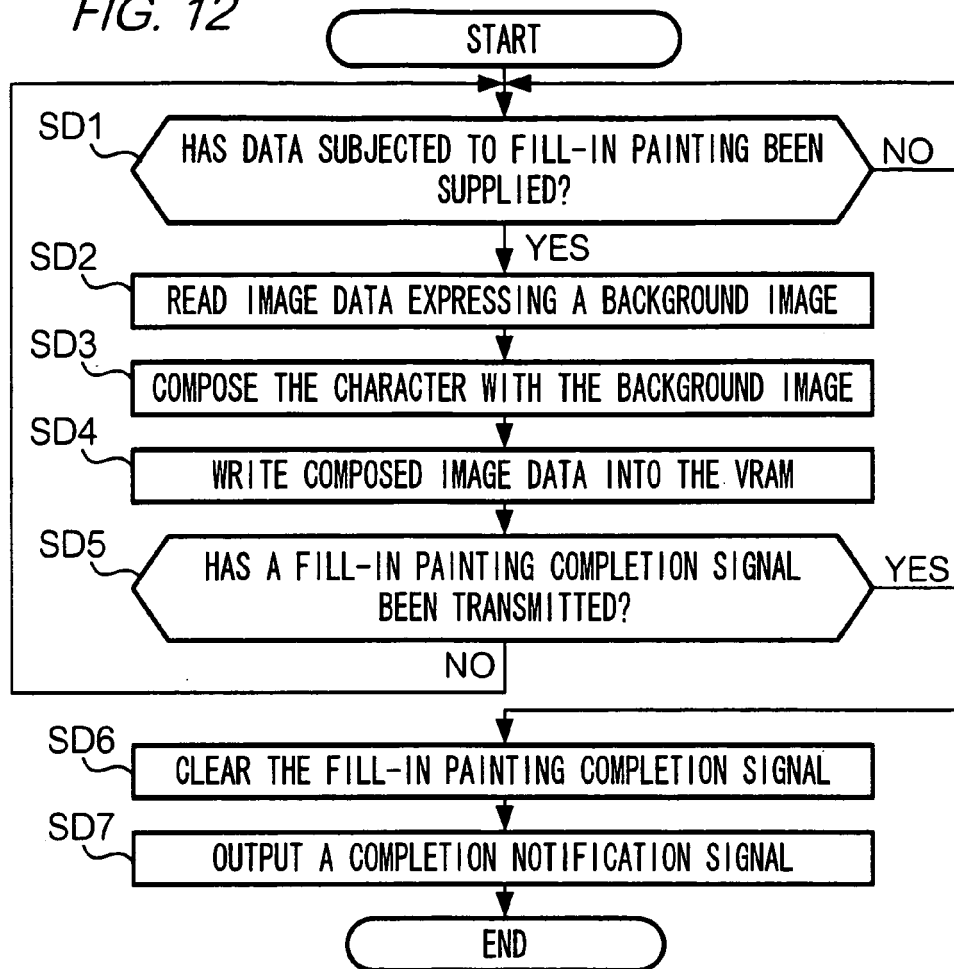 FIG. 12
START
SD1
HAS DATA SUBJECTED TO FILL-IN PAINTING BEEN
SUPPLIED?
NO
YES
SD2
READ IMAGE DATA EXPRESSING A BACKGROUND IMAGE
SD3
COMPOSE THE CHARACTER WITH THE BACKGROUND IMAGE
SD4
WRITE COMPOSED IMAGE DATA INTO THE VRAM
SD5
HAS A FILL-IN PAINTING COMPLETION SIGNAL
BEEN TRANSMITTED?
YES
NO
SD6
CLEAR THE FILL-IN PAINTING COMPLETION SIGNAL
SD7
OUTPUT A COMPLETION NOTIFICATION SIGNAL
END